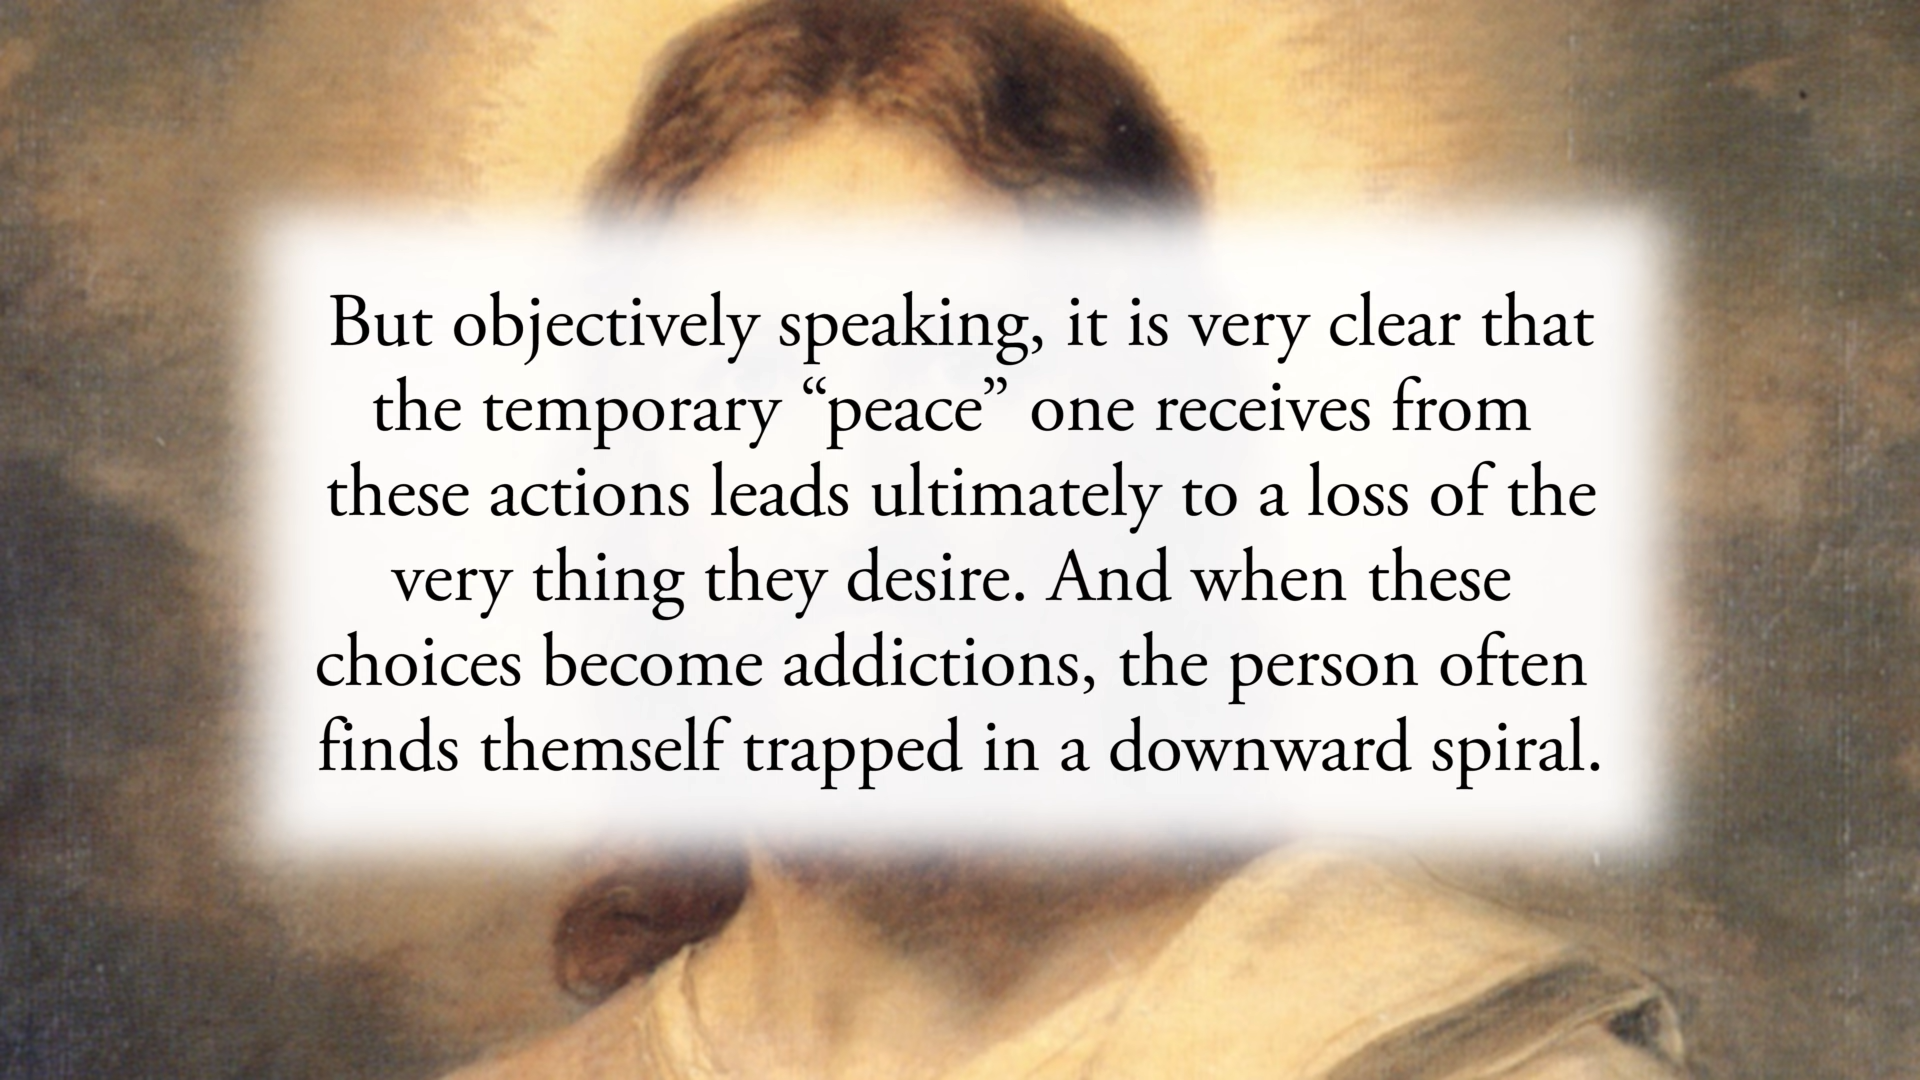 But objectively speaking, it is very clear that
the temporary “peace” one receives from
these actions leads ultimately to a loss of the
very thing they desire. And when these
choices become addictions, the person often
finds themself trapped in a downward spiral.